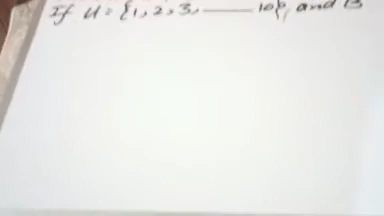 If U = {1, 2, 3, —— 10}, and B